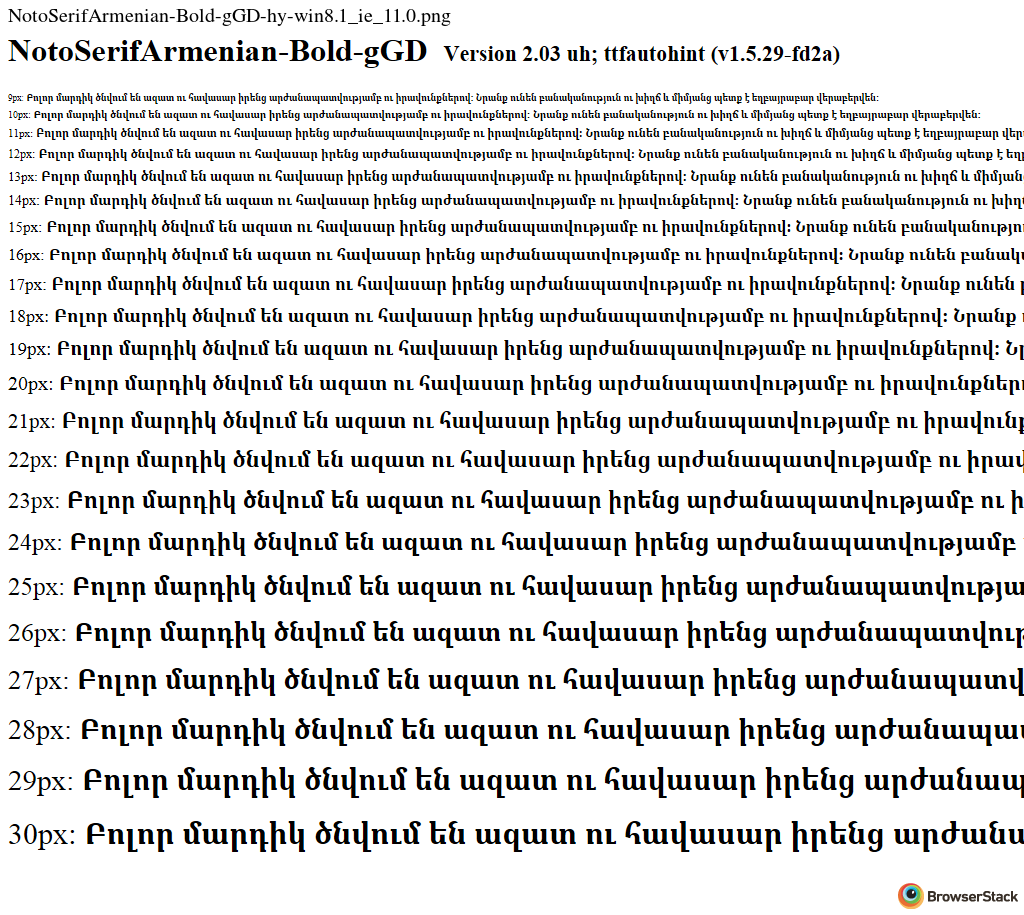 NotoSerifArmenian-Bold-gGD-hy-win8.1_ie_11.0.png
NotoSerifArmenian-Bold-gGD Version 2.03 uh; ttfautohint (v1.5.29-fd2a)
9px: Բոլոր մարդիկ ծնվում են ազատ ու հավասար իրենց արժանապատվությամբ ու իրավունքներով։ Նրանք ունեն բանականություն ու խիղճ և միմյանց պետք է եղբայրաբար վերաբերվեն։
10px: Բոլոր մարդիկ ծնվում են ազատ ու հավասար իրենց արժանապատվությամբ ու իրավունքներով։ Նրանք ունեն բանականություն ու խիղճ և միմյանց պետք է եղբայրաբար վերաբերվեն։
11px: Բոլոր մարդիկ ծնվում են ազատ ու հավասար իրենց արժանապատվությամբ ու իրավունքներով։ Նրանք ունեն բանականություն ու խիղճ և միմյանց պետք է եղբայրաբար վեր
12px: Բոլոր մարդիկ ծնվում են ազատ ու հավասար իրենց արժանապատվությամբ ու իրավունքներով։ Նրանք ունեն բանականություն ու խիղճ և միմյանց պետք է եղ
13px: Բոլոր մարդիկ ծնվում են ազատ ու հավասար իրենց արժանապատվությամբ ու իրավունքներով։ Նրանք ունեն բանականություն ու խիղճ և միմյան
14px: Բոլոր մարդիկ ծնվում են ազատ ու հավասար իրենց արժանապատվությամբ ու իրավունքներով։ Նրանք ունեն բանականություն ու խիղ
15px: Բոլոր մարդիկ ծնվում են ազատ ու հավասար իրենց արժանապատվությամբ ու իրավունքներով։ Նրանք ունեն բանականությու
16px: Բոլոր մարդիկ ծնվում են ազատ ու հավասար իրենց արժանապատվությամբ ու իրավունքներով։ Նրանք ունեն բանական
17px: Բոլոր մարդիկ ծնվում են ազատ ու հավասար իրենց արժանապատվությամբ ու իրավունքներով։ Նրանք ունեն
18px: Բոլոր մարդիկ ծնվում են ազատ ու հավասար իրենց արժանապատվությամբ ու իրավունքներով։ Նրանք
19px: Բոլոր մարդիկ ծնվում են ազատ ու հավասար իրենց արժանապատվությամբ ու իրավունքներով։ Նր
20px: Բոլոր մարդիկ ծնվում են ազատ ու հավասար իրենց արժանապատվությամբ ու իրավունքներ
21px: Բոլոր մարդիկ ծնվում են ազատ ու հավասար իրենց արժանապատվությամբ ու իրավունք
22px: Բոլոր մարդիկ ծնվում են ազատ ու հավասար իրենց արժանապատվությամբ ու իրավ
23px: Բոլոր մարդիկ ծնվում են ազատ ու հավասար իրենց արժանապատվությամբ ու ի
24px: Բոլոր մարդիկ ծնվում են ազատ ու հավասար իրենց արժանապատվությամբ
25px: Բոլոր մարդիկ ծնվում են ազատ ու հավասար իրենց արժանապատվությա
26px: Բոլոր մարդիկ ծնվում են ազատ ու հավասար իրենց արժանապատվությ
27px: Բոլոր մարդիկ ծնվում են ազատ ու հավասար իրենց արժանապատվ
28px: Բոլոր մարդիկ ծնվում են ազատ ու հավասար իրենց արժանապատ
29px: Բոլոր մարդիկ ծնվում են ազատ ու հավասար իրենց արժանապ
30px: Բոլոր մարդիկ ծնվում են ազատ ու հավասար իրենց արժանա
BrowserStack